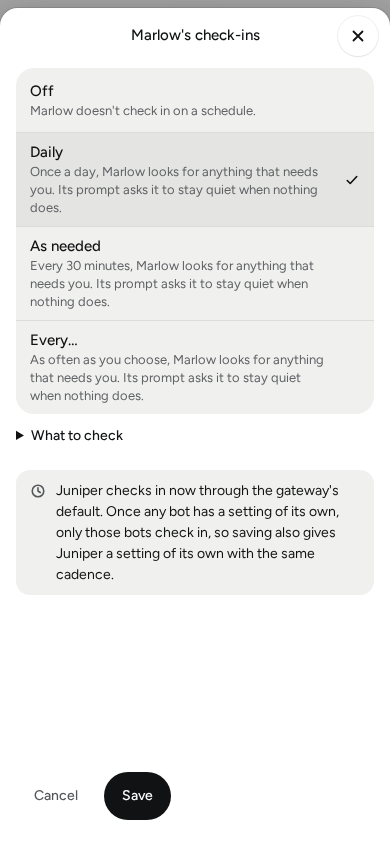 Marlow's check-ins
Off
Marlow doesn't check in on a schedule.
Daily
Once a day, Marlow looks for anything that needs
you. Its prompt asks it to stay quiet when nothing
does.
As needed
Every 30 minutes, Marlow looks for anything that
needs you. Its prompt asks it to stay quiet when
nothing does.
Every...
As often as you choose, Marlow looks for anything
that needs you. Its prompt asks it to stay quiet
when nothing does.
What to check
Juniper checks in now through the gateway's
default. Once any bot has a setting of its own,
only those bots check in, so saving also gives
Juniper a setting of its own with the same
cadence.
Cancel
Save